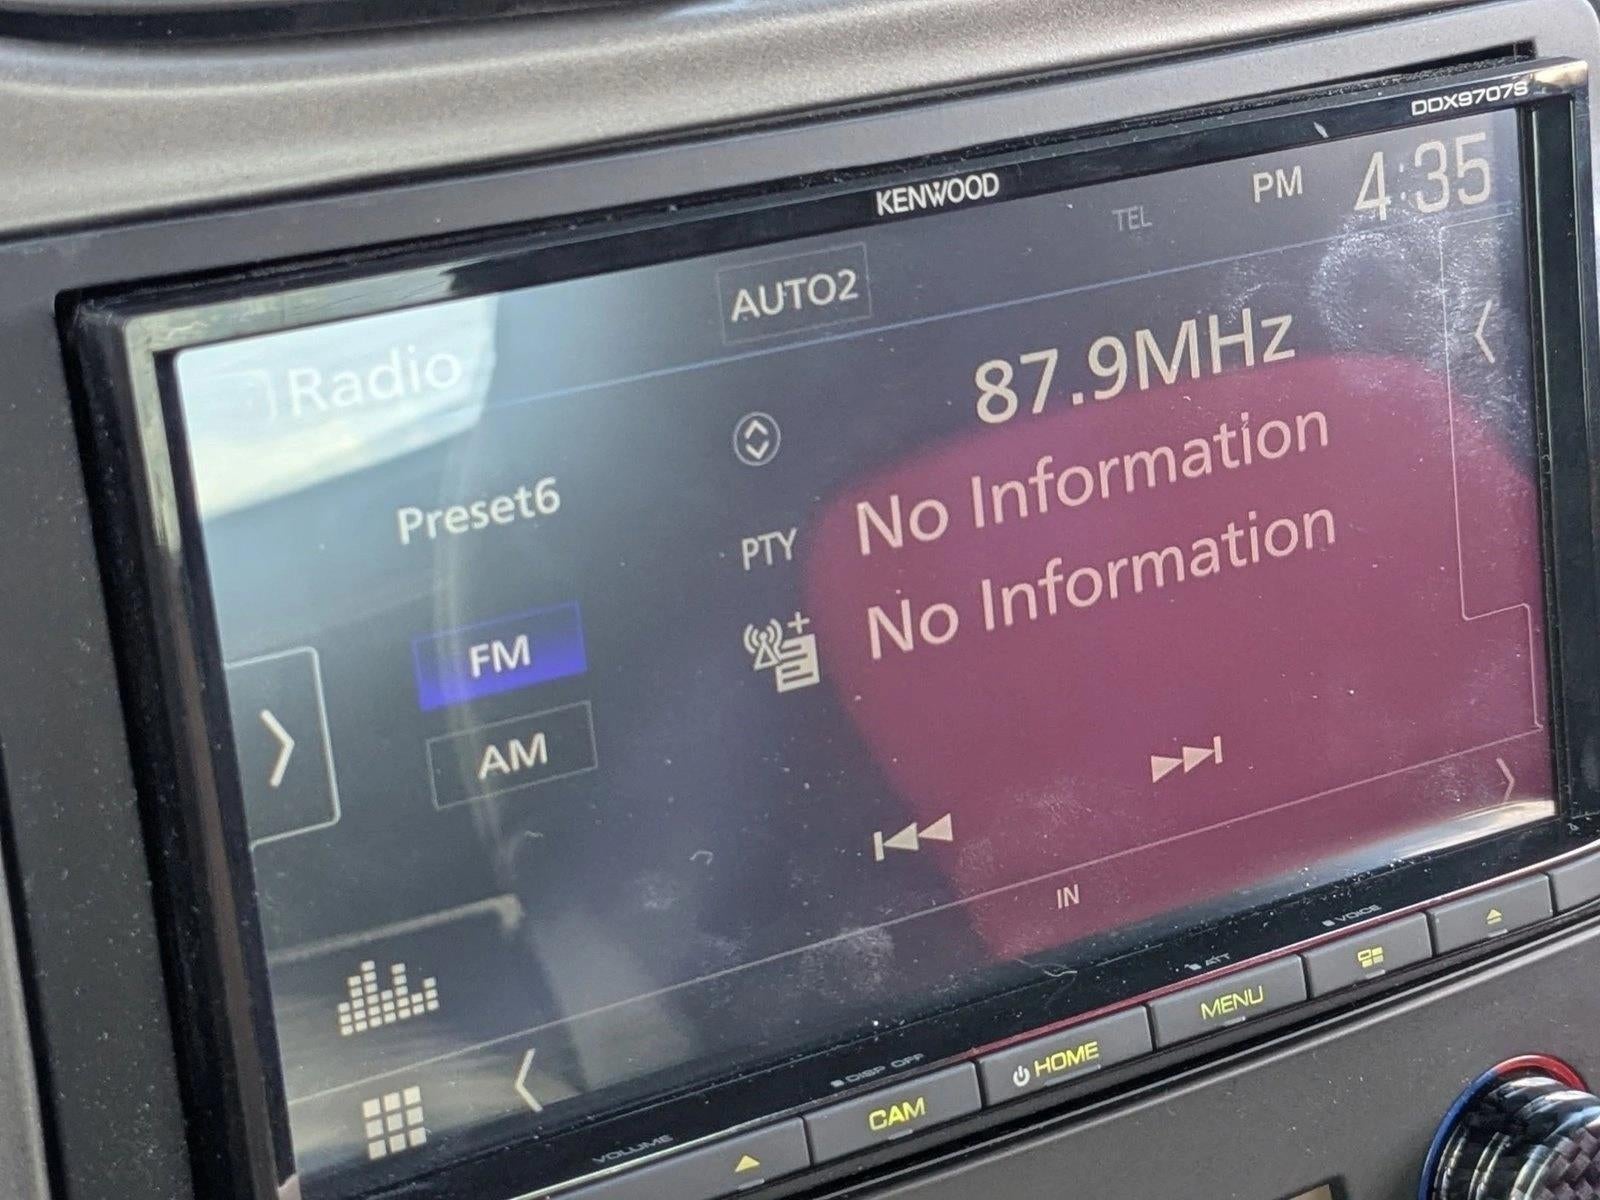 DDX9707S
KENWOOD
TEL
PM 4:35
Radio
AUTO2
87.9MHz
Preset6
PTY
No Information
No Information
FM
AM
IN
VOLUME
DISP OFF
ATT
VOICE
CAM
HOME
MENU